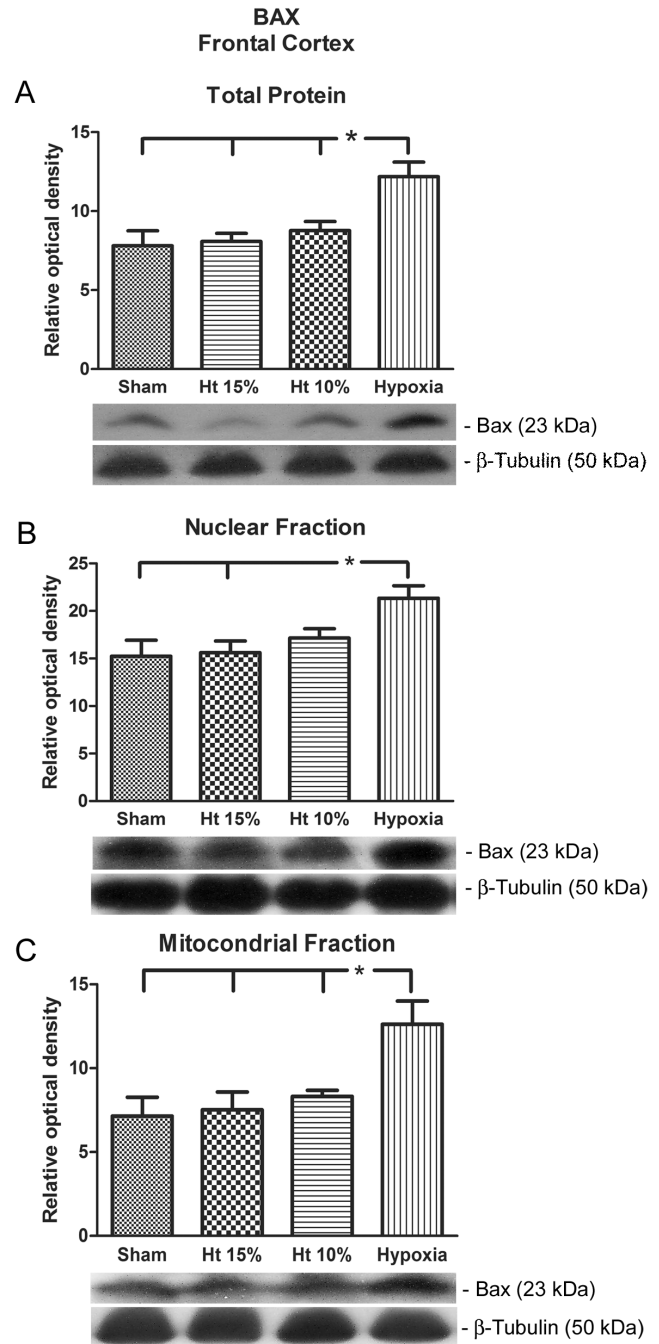 BAX
Frontal Cortex
A
Total Protein
*
Relative optical density
15
10
5
0
Sham Ht 15% Ht 10% Hypoxia
- Bax (23 kDa)
- β-Tubulin (50 kDa)
B
Nuclear Fraction
*
Relative optical density
25
20
15
10
5
0
Sham Ht 15% Ht 10% Hypoxia
- Bax (23 kDa)
- β-Tubulin (50 kDa)
C
Mitocondrial Fraction
*
Relative optical density
15
10
5
0
Sham Ht 15% Ht 10% Hypoxia
- Bax (23 kDa)
- β-Tubulin (50 kDa)